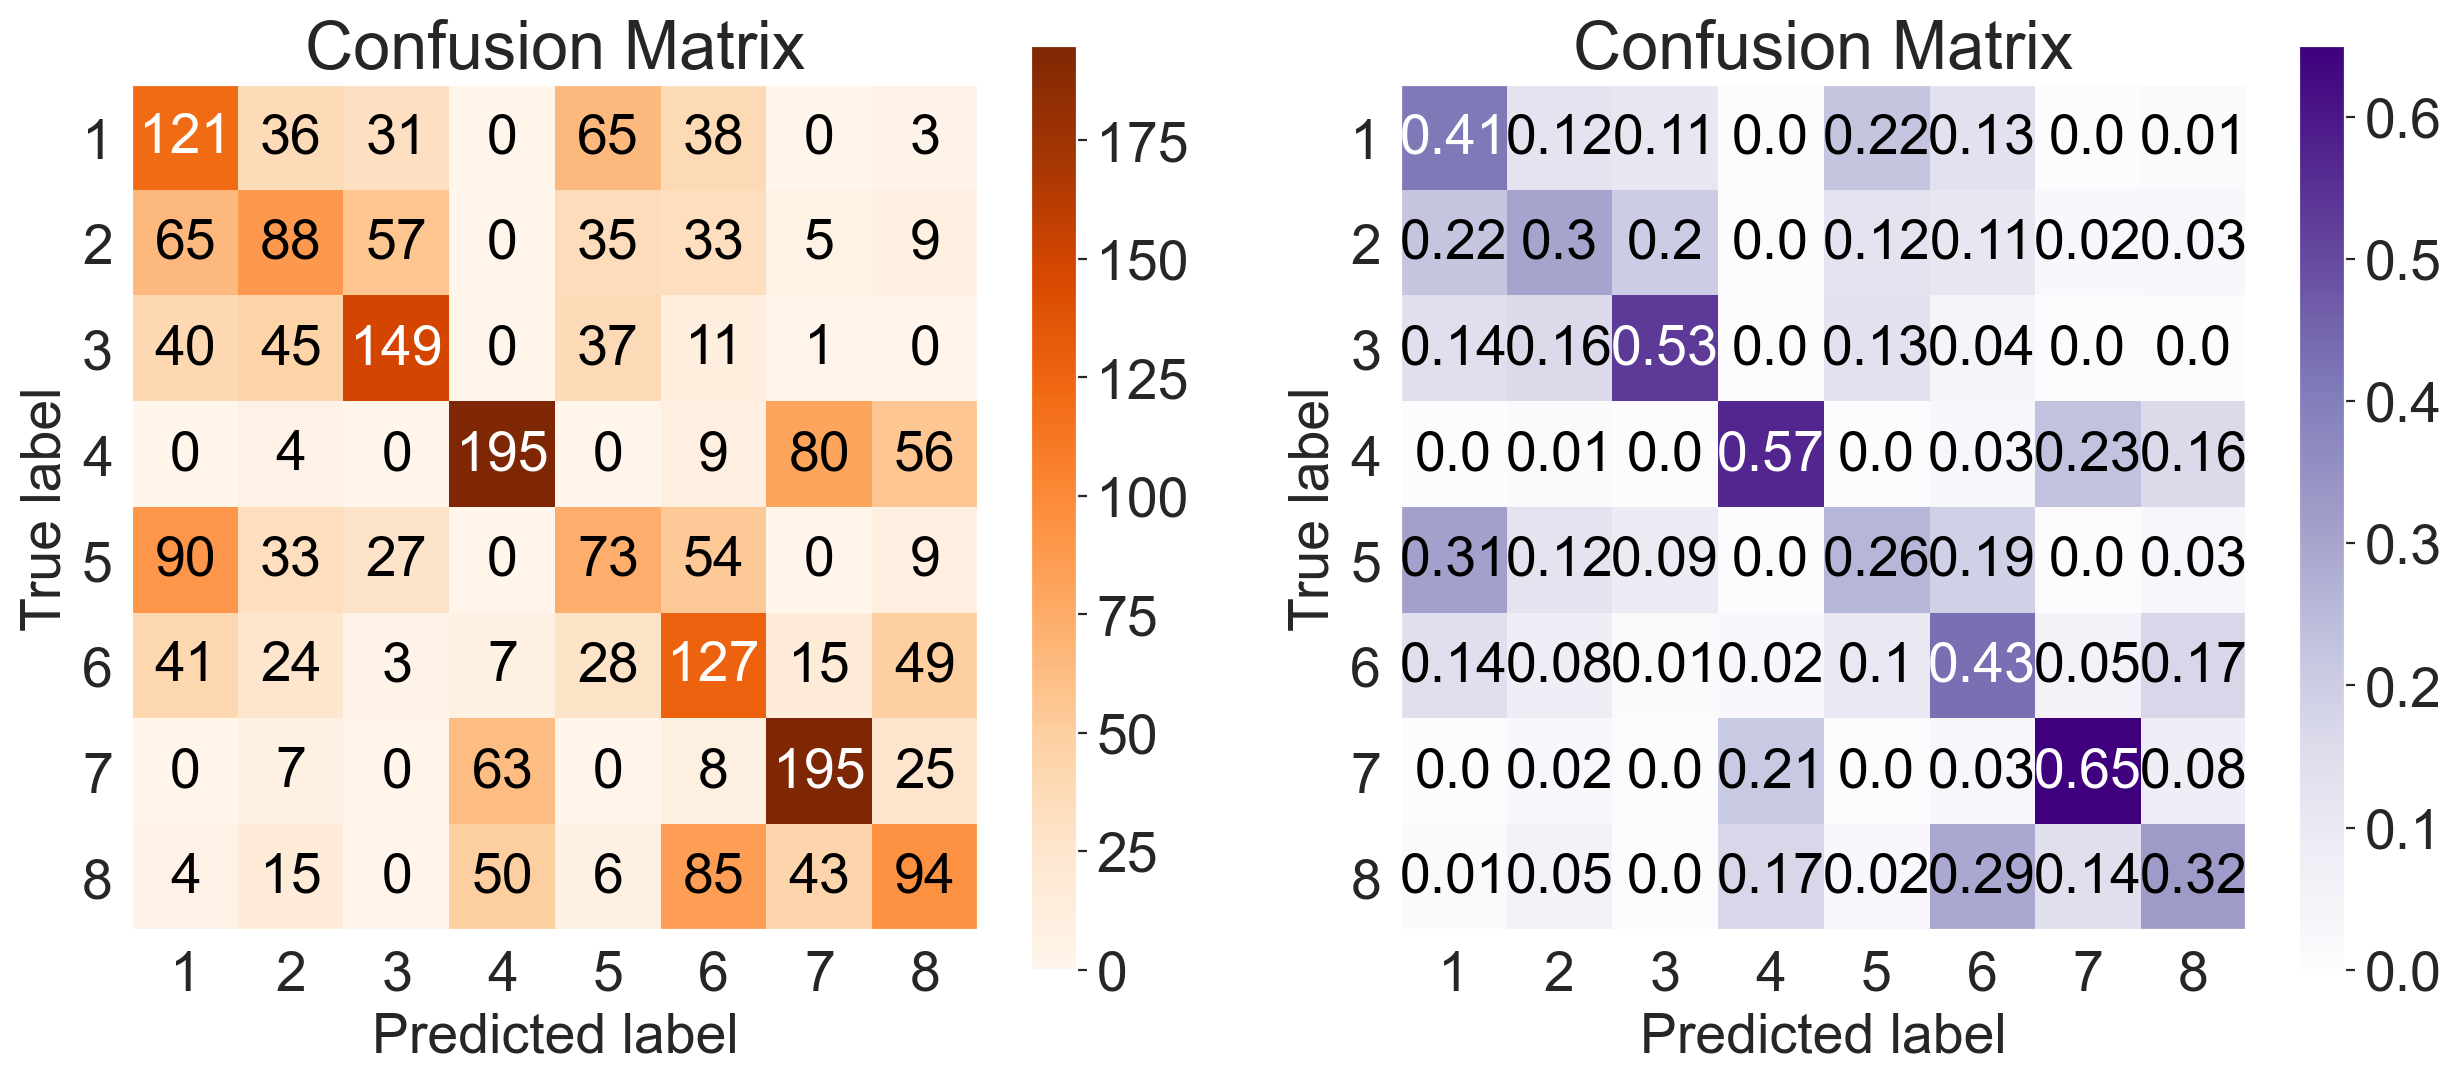 Confusion Matrix
1 121 36 31 0 65 38 0 3
2 65 88 57 0 35 33 5 9
3 40 45 149 0 37 11 1 0
4 0 4 0 195 0 9 80 56
5 90 33 27 0 73 54 0 9
6 41 24 3 7 28 127 15 49
7 0 7 0 63 0 8 195 25
8 4 15 0 50 6 85 43 94
1 2 3 4 5 6 7 8
Predicted label
True label
175
150
125
100
75
50
25
0
Confusion Matrix
1 0.41 0.12 0.11 0.0 0.22 0.13 0.0 0.01
2 0.22 0.3 0.2 0.0 0.12 0.11 0.02 0.03
3 0.14 0.16 0.53 0.0 0.13 0.04 0.0 0.0
4 0.0 0.01 0.0 0.57 0.0 0.03 0.23 0.16
5 0.31 0.12 0.09 0.0 0.26 0.19 0.0 0.03
6 0.14 0.08 0.01 0.02 0.1 0.43 0.05 0.17
7 0.0 0.02 0.0 0.21 0.0 0.03 0.65 0.08
8 0.01 0.05 0.0 0.17 0.02 0.29 0.14 0.32
1 2 3 4 5 6 7 8
Predicted label
True label
0.6
0.5
0.4
0.3
0.2
0.1
0.0